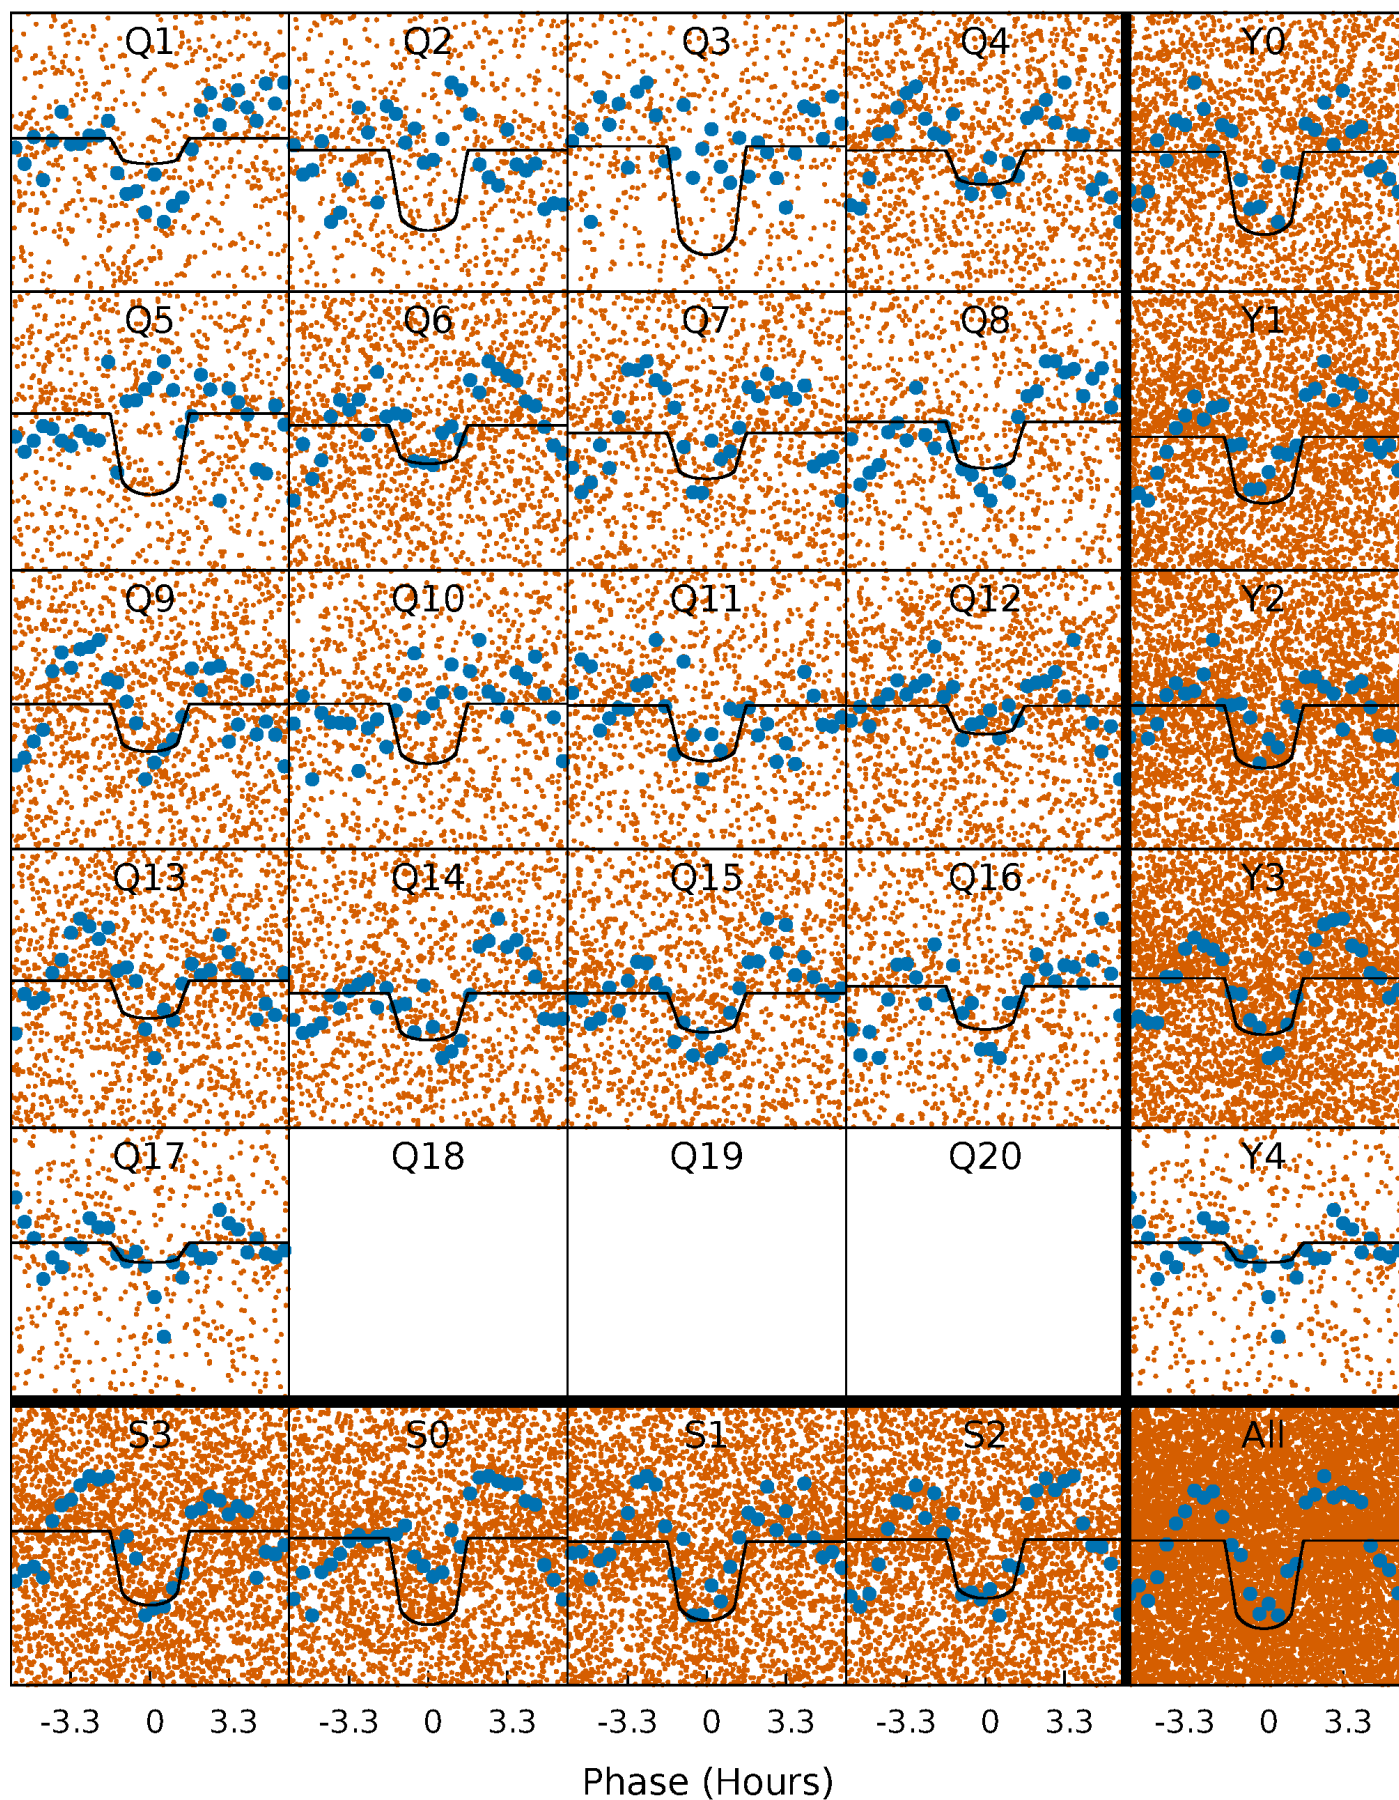 Q1 Q2 Q3 Q4 Y0
Q5 Q6 Q7 Q8 Y1
Q9 Q10 Q11 Q12 Y2
Q13 Q14 Q15 Q16 Y3
Q17 Q18 Q19 Q20 Y4
S3 S0 S1 S2 All
-3.3 0 3.3 -3.3 0 3.3 -3.3 0 3.3 -3.3 0 3.3 -3.3 0 3.3
Phase (Hours)